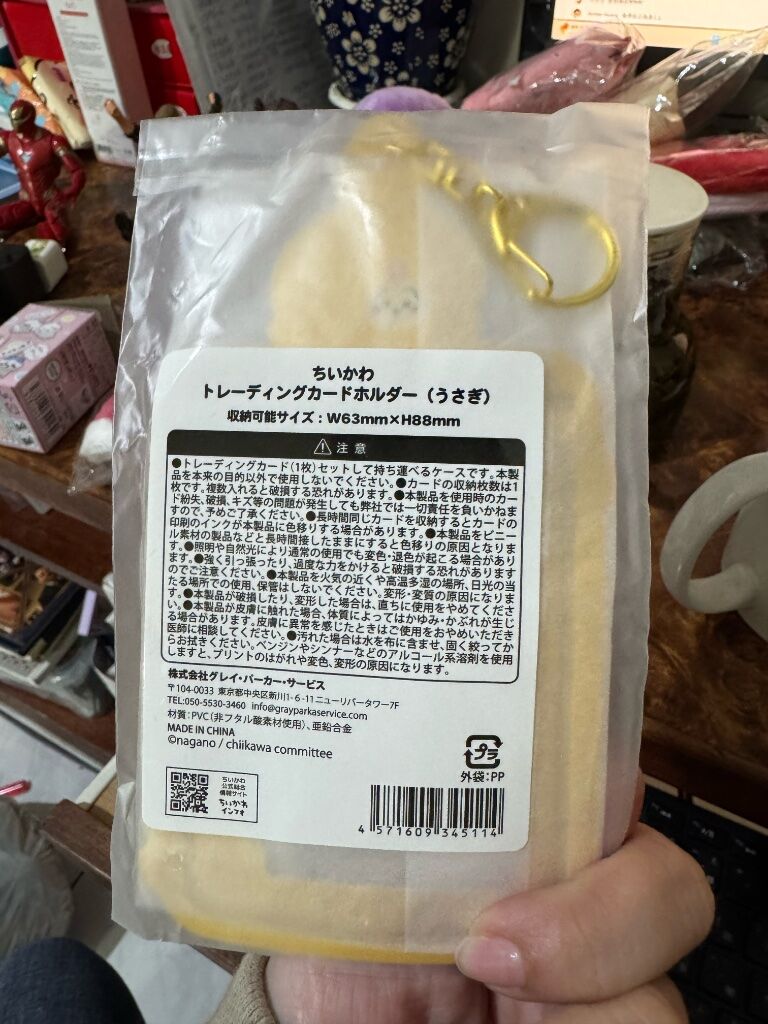 ちいかわ
トレーディングカードホルダー（うさぎ）
収納可能サイズ：W63mm×H88mm
注意
●トレーディングカード（1枚）セットして持ち運べるケースです。本製
品を本来の目的以外で使用しないでください。●カードの収納枚数は1
枚です。複数入れると破損する恐れがあります。●本製品を使用時のカー
ド紛失、破損、キズ等の問題が発生しても弊社では一切責任を負いかねま
すので、予めご了承ください。●長時間同じカードを収納するとカードの
印刷のインクが本製品に色移りする場合があります。●本製品をビニー
ル素材の製品などと長時間接したままにすると色移りの原因となりま
す。●照明や自然光により通常の使用でも変色・退色が起こる場合があり
ます。●強く引っ張ったり、過度な力をかけると破損する恐れがあります
のでご注意ください。●本製品を火気の近くや高温多湿の場所、日光の当
たる場所での使用、保管はしないでください。変形・変質の原因になりま
す。●本製品が破損したり、変形した場合は、直ちに使用をやめてくださ
い。●本製品が皮膚に触れた場合、体質によってはかゆみ・かぶれが生じ
る場合があります。皮膚に異常を感じたときはご使用をおやめいただき
医師に相談してください。●汚れた場合は水を布に含ませ、固く絞ってか
らお拭きください。ベンジンやシンナーなどのアルコール系溶剤を使用
しますと、プリントのはがれや変色、変形の原因になります。
株式会社グレイ・パーカー・サービス
〒104-0033 東京都中央区新川1-6-11 ニューリバータワー7F
TEL:050-5530-3460 info@grayparkaservice.com
材質：PVC（非フタル酸素材使用）、亜鉛合金
MADE IN CHINA
©nagano / chiikawa committee
プラ
外袋：PP
ちいかわ
公式総合
情報サイト
ちいかわ
インフォ
4 571609 345114